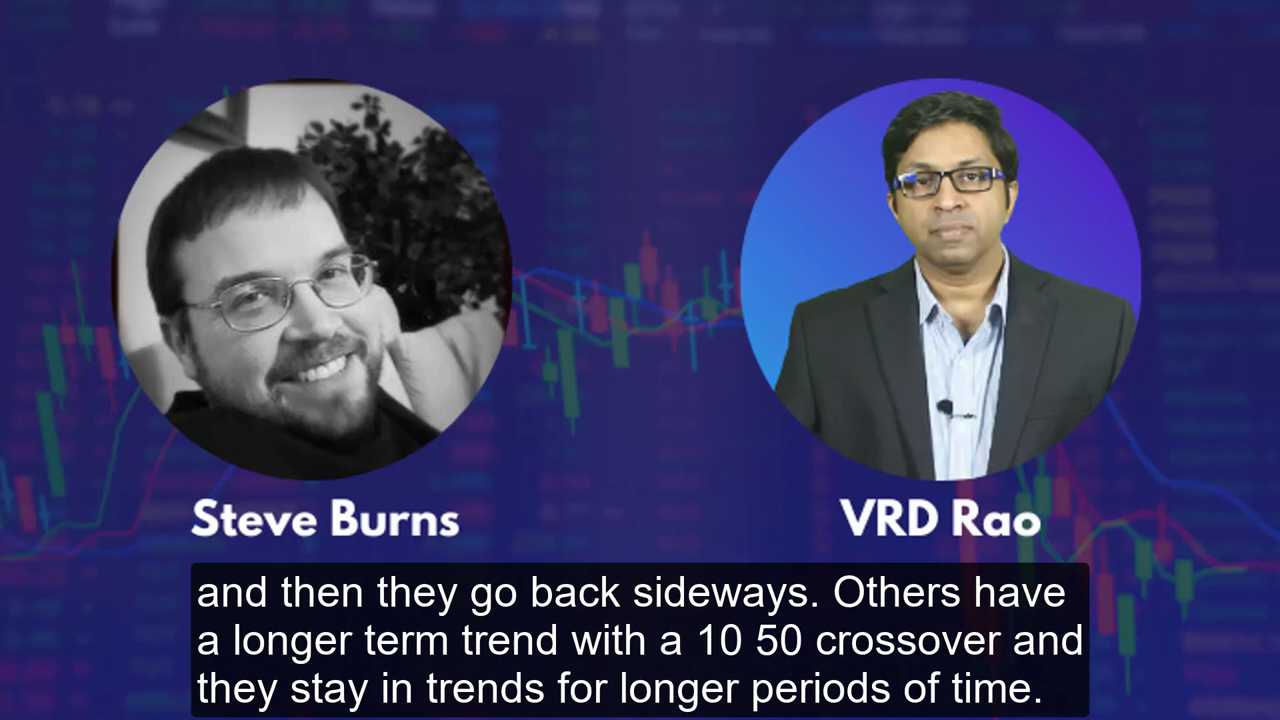 Steve Burns
VRD Rao
and then they go back sideways. Others have
a longer term trend with a 10 50 crossover and
they stay in trends for longer periods of time.